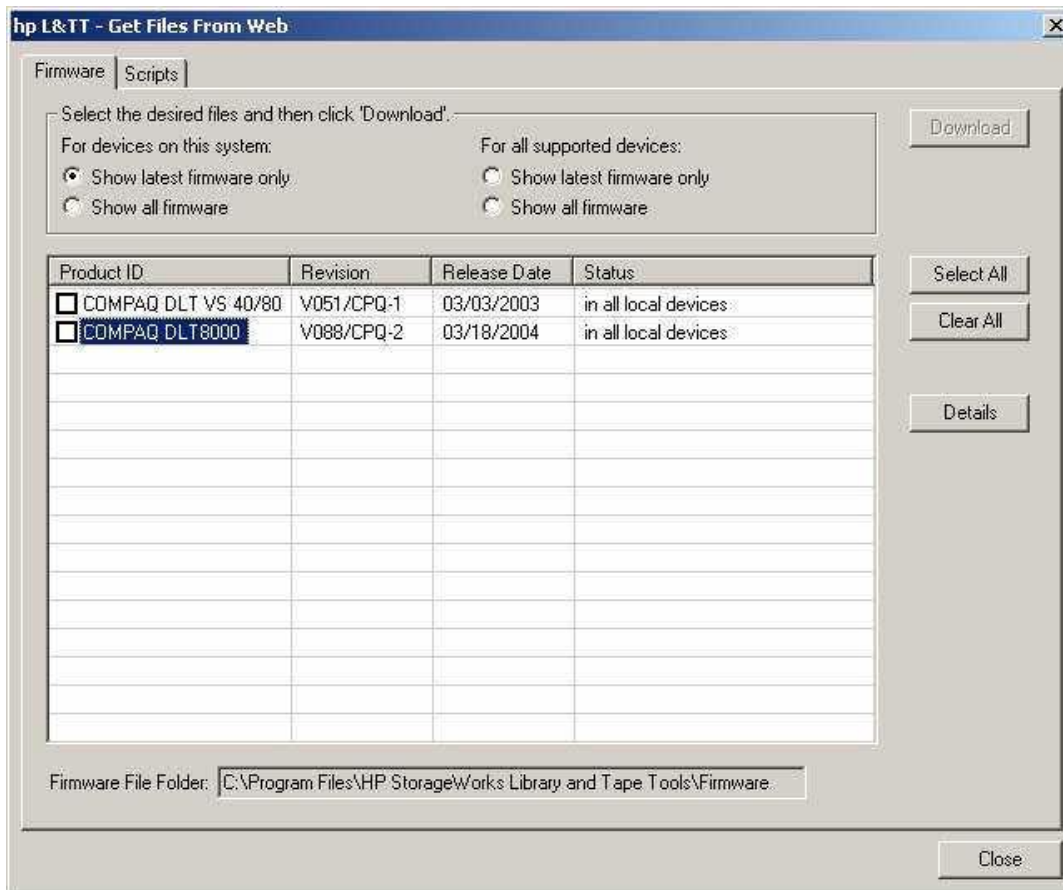 hp L&TT - Get Files From Web
Firmware Scripts
Select the desired files and then click 'Download'.
Download
For devices on this system: For all supported devices:
Show latest firmware only Show latest firmware only
Show all firmware Show all firmware
Product ID Revision Release Date Status
Select All
COMPAQ DLT VS 40/80 V051/CPQ-1 03/03/2003 in all local devices
COMPAQ DLT8000 V088/CPQ-2 03/18/2004 in all local devices
Clear All
Details
Firmware File Folder: C:\Program Files\HP StorageWorks Library and Tape Tools\Firmware
Close